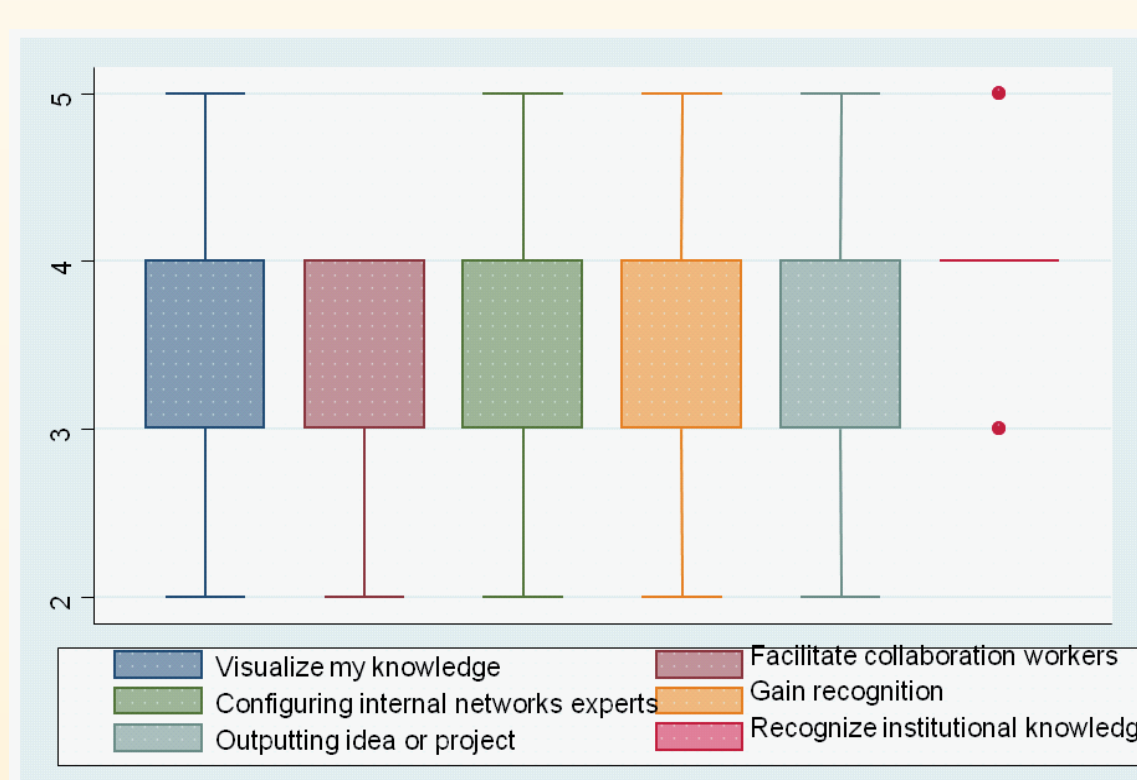 5
4
3
2
Visualize my knowledge
Facilitate collaboration workers
Configuring internal networks experts
Gain recognition
Outputting idea or project
Recognize institutional knowledg